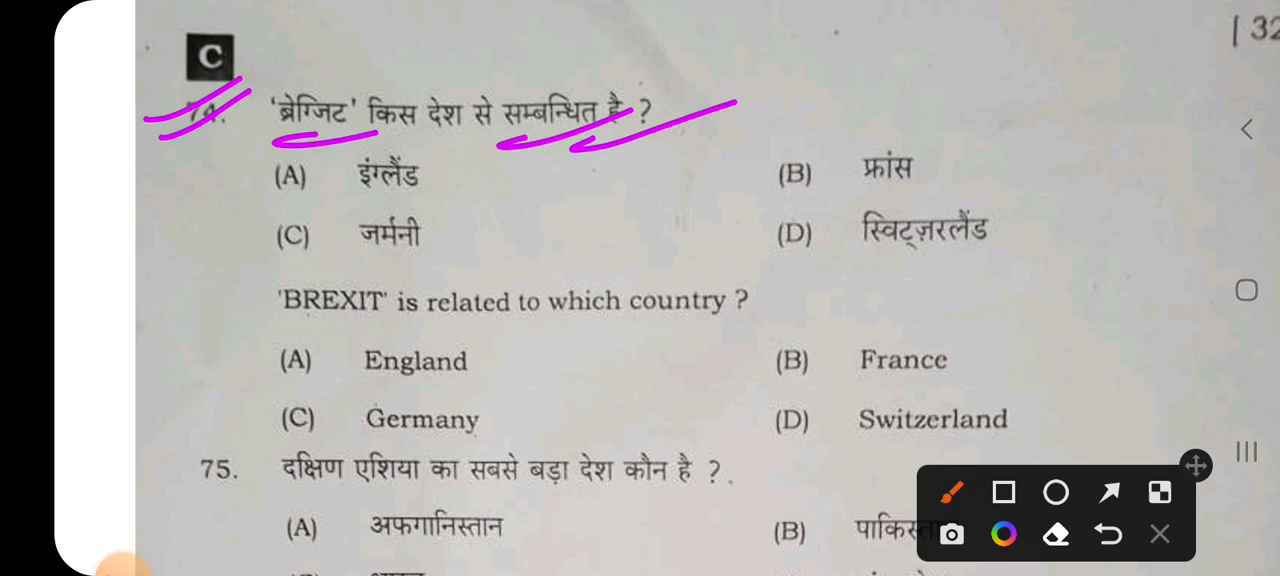 [ 32
C
74. 'ब्रेग्जिट' किस देश से सम्बन्धित है ?
(A) इंग्लैंड (B) फ्रांस
(C) जर्मनी (D) स्विट्ज़रलैंड
'BREXIT' is related to which country ?
(A) England (B) France
(C) Germany (D) Switzerland
75. दक्षिण एशिया का सबसे बड़ा देश कौन है ?
(A) अफगानिस्तान (B)